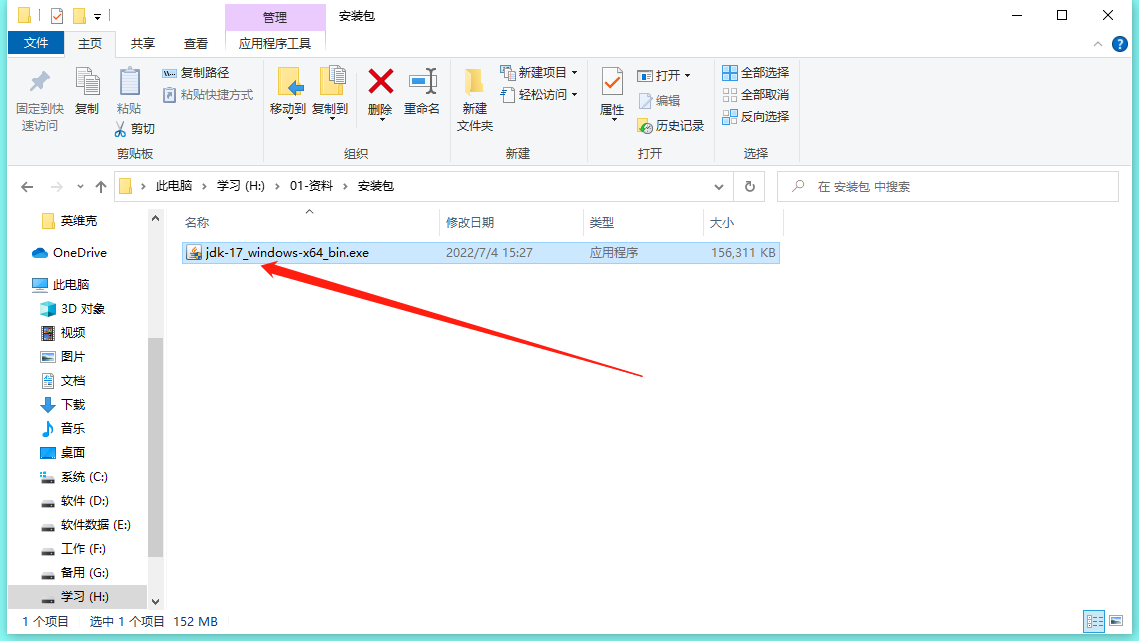 管理
安装包
文件
主页
共享
查看
应用程序工具
固定到快
速访问
复制
粘贴
复制路径
粘贴快捷方式
剪切
剪贴板
移动到
复制到
删除
重命名
组织
新建
文件夹
新建项目
轻松访问
新建
属性
打开
编辑
历史记录
打开
全部选择
全部取消
反向选择
选择
此电脑 › 学习 (H:) › 01-资料 › 安装包
在 安装包 中搜索
英维克
OneDrive
此电脑
3D 对象
视频
图片
文档
下载
音乐
桌面
系统 (C:)
软件 (D:)
软件数据 (E:)
工作 (F:)
备用 (G:)
学习 (H:)
名称 修改日期 类型 大小
jdk-17_windows-x64_bin.exe 2022/7/4 15:27 应用程序 156,311 KB
1 个项目 选中 1 个项目 152 MB